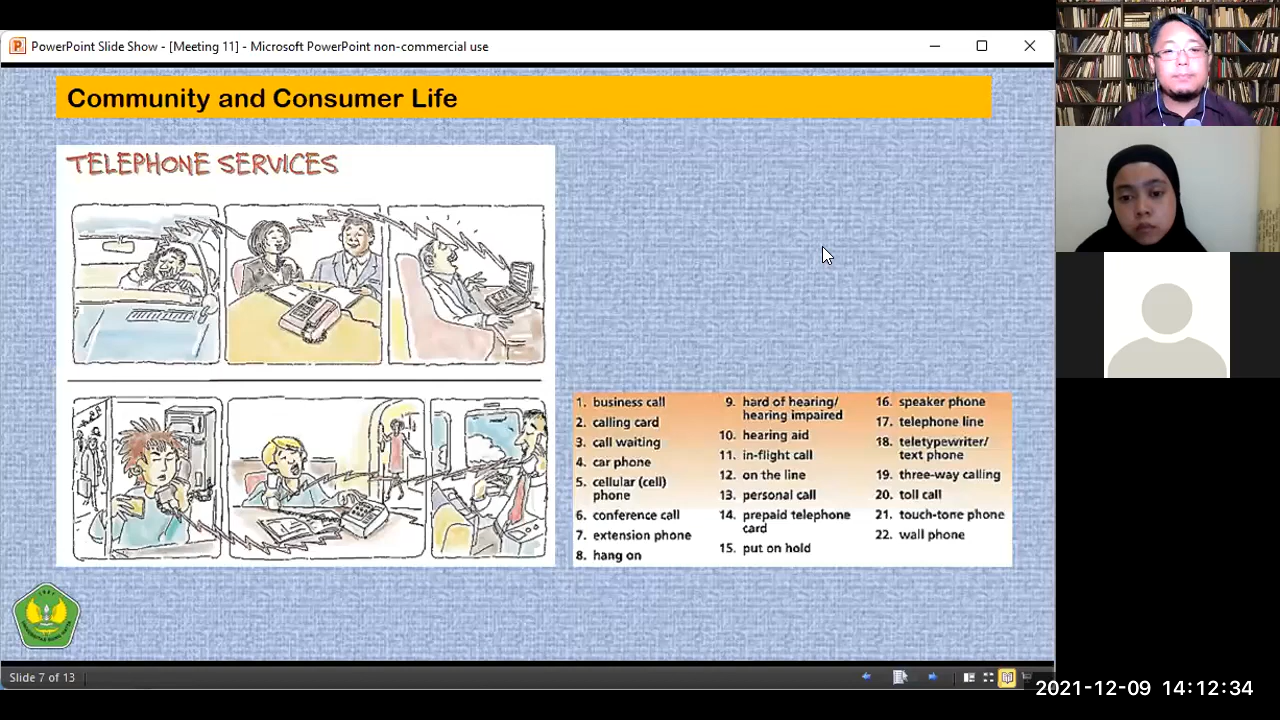 PowerPoint Slide Show - [Meeting 11] - Microsoft PowerPoint non-commercial use
Community and Consumer Life
TELEPHONE SERVICES
1. business call
2. calling card
3. call waiting
4. car phone
5. cellular (cell)
phone
6. conference call
7. extension phone
8. hang on
9. hard of hearing/
hearing impaired
10. hearing aid
11. in-flight call
12. on the line
13. personal call
14. prepaid telephone
card
15. put on hold
16. speaker phone
17. telephone line
18. teletypewriter/
text phone
19. three-way calling
20. toll call
21. touch-tone phone
22. wall phone
Slide 7 of 13
2021-12-09 14:12:34